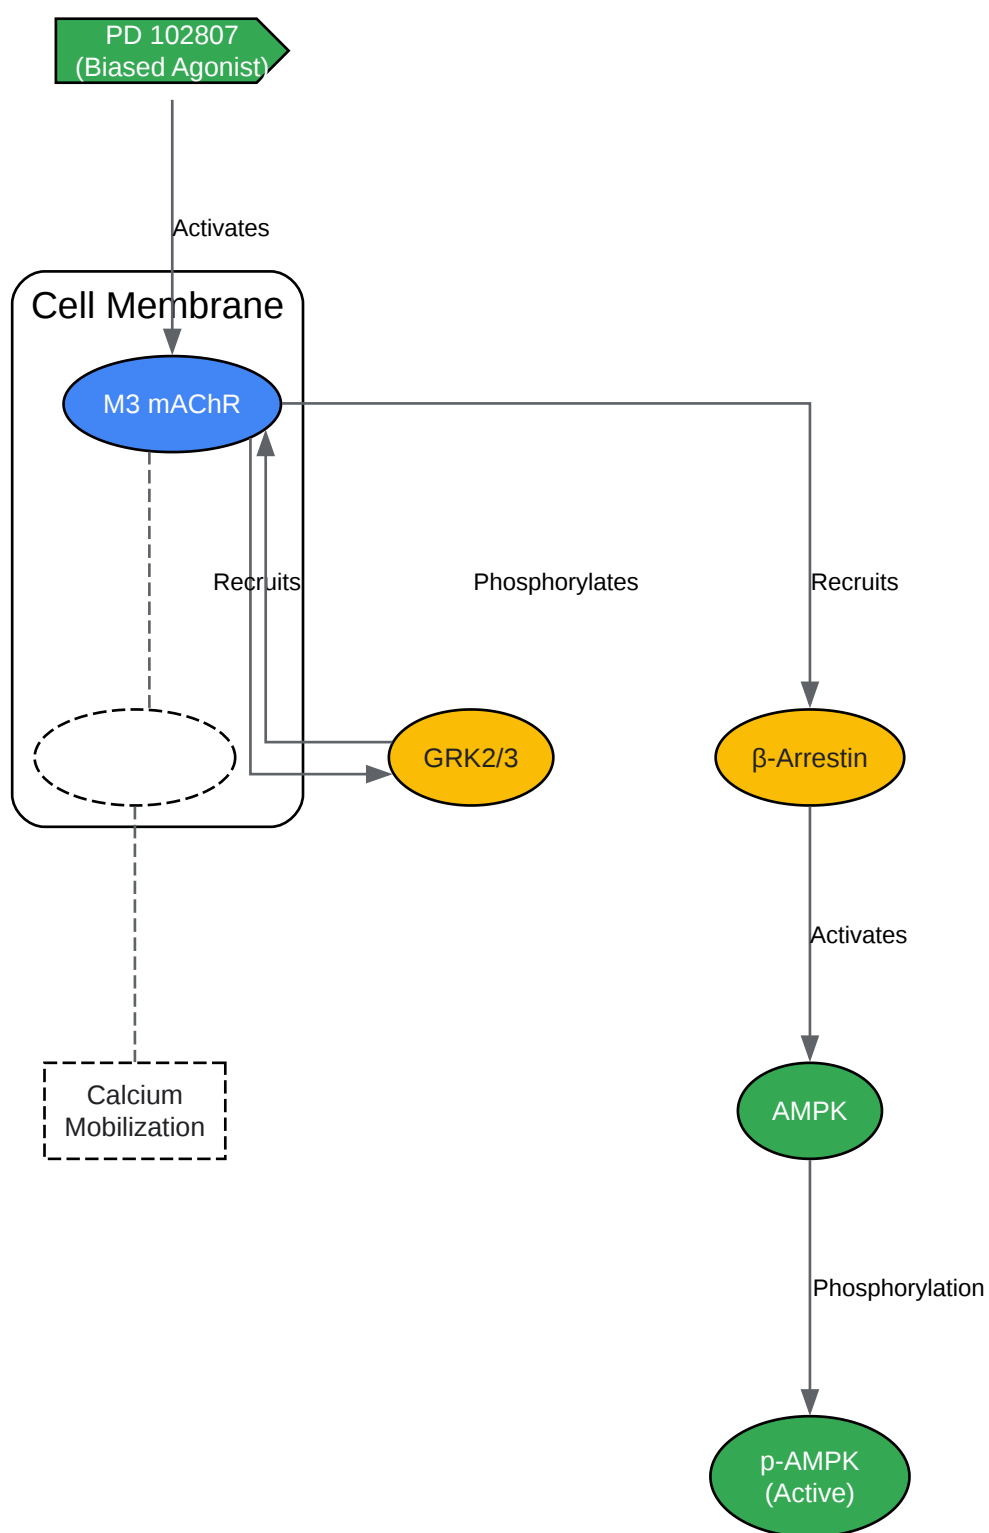 PD 102807
(Biased Agonist)
Activates
Cell Membrane
M3 mAChR
Recruits
Phosphorylates
Recruits
GRK2/3
β-Arrestin
Activates
Calcium
Mobilization
AMPK
Phosphorylation
p-AMPK
(Active)